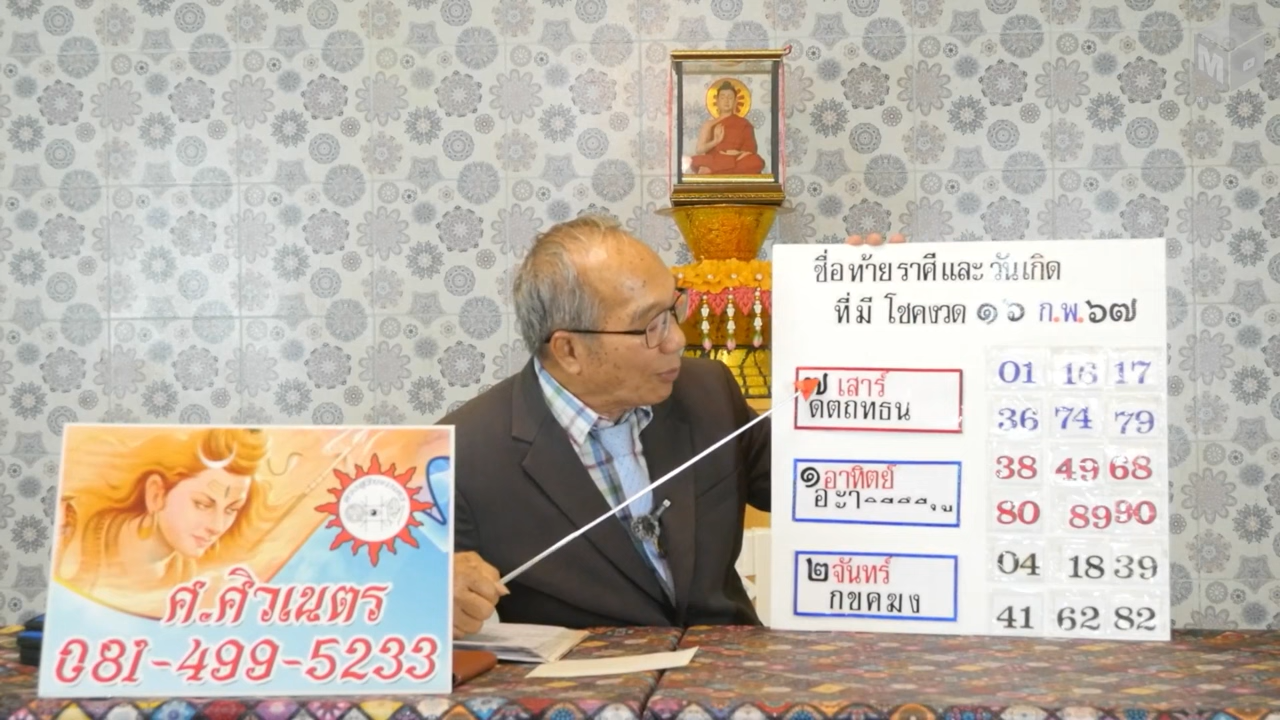 ชื่อท้ายราศีและวันเกิด
ที่มี โชคงวด ๑๖ ก.พ.๖๗
๗ เสาร์
ดตถทธน
01 16 17
36 74 79
๑ อาทิตย์
38 49 68
80 89 90
๒ จันทร์
กขคฆง
04 18 39
41 62 82
ศ.ศิวเนตร
081-499-5233